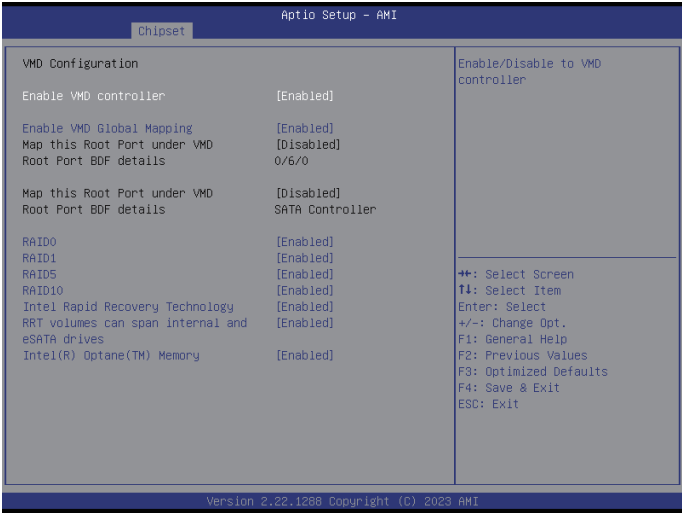 Aptio Setup – AMI
Chipset
VMD Configuration
Enable VMD controller [Enabled]
Enable VMD Global Mapping [Enabled]
Map this Root Port under VMD [Disabled]
Root Port BDF details 0/6/0
Map this Root Port under VMD [Disabled]
Root Port BDF details SATA Controller
RAID0 [Enabled]
RAID1 [Enabled]
RAID5 [Enabled]
RAID10 [Enabled]
Intel Rapid Recovery Technology [Enabled]
RRT volumes can span internal and [Enabled]
eSATA drives
Intel(R) Optane(TM) Memory [Enabled]
Enable/Disable to VMD
controller
→←: Select Screen
↑↓: Select Item
Enter: Select
+/-: Change Opt.
F1: General Help
F2: Previous Values
F3: Optimized Defaults
F4: Save & Exit
ESC: Exit
Version 2.22.1288 Copyright (C) 2023 AMI